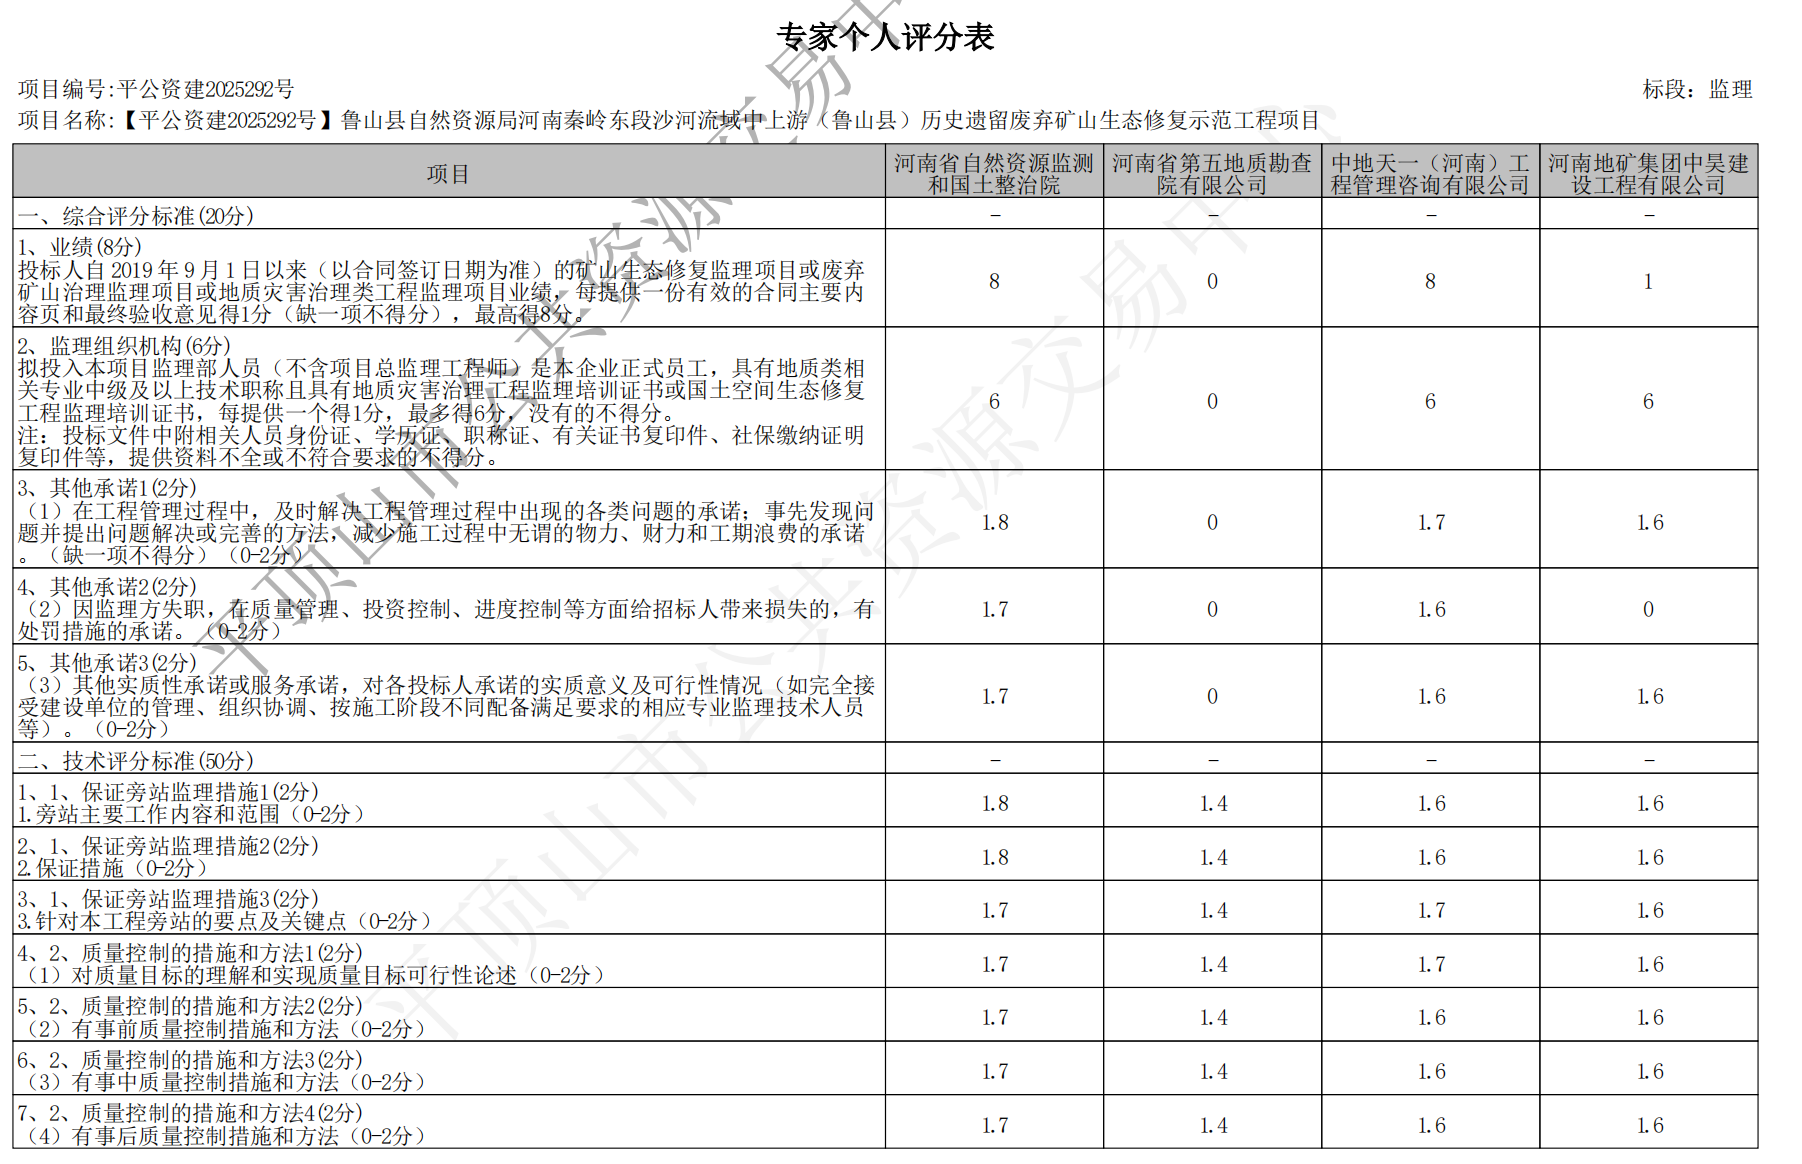 专家个人评分表
项目编号:平公资建2025292号
标段：监理
项目名称:【平公资建2025292号】鲁山县自然资源局河南秦岭东段沙河流域中上游（鲁山县）历史遗留废弃矿山生态修复示范工程项目
项目
河南省自然资源监测
和国土整治院
河南省第五地质勘查
院有限公司
中地天一（河南）工
程管理咨询有限公司
河南地矿集团中昊建
设工程有限公司
一、综合评分标准(20分)
- - - -
1、业绩(8分)
投标人自 2019 年 9 月 1 日以来（以合同签订日期为准）的矿山生态修复监理项目或废弃
矿山治理监理项目或地质灾害治理类工程监理项目业绩，每提供一份有效的合同主要内
容页和最终验收意见得1分（缺一项不得分），最高得8分。
8 0 8 1
2、监理组织机构(6分)
拟投入本项目监理部人员（不含项目总监理工程师）是本企业正式员工，具有地质类相
关专业中级及以上技术职称且具有地质灾害治理工程监理培训证书或国土空间生态修复
工程监理培训证书，每提供一个得1分，最多得6分，没有的不得分。
注：投标文件中附相关人员身份证、学历证、职称证、有关证书复印件、社保缴纳证明
复印件等，提供资料不全或不符合要求的不得分。
6 0 6 6
3、其他承诺1(2分)
（1）在工程管理过程中，及时解决工程管理过程中出现的各类问题的承诺；事先发现问
题并提出问题解决或完善的方法，减少施工过程中无谓的物力、财力和工期浪费的承诺
。（缺一项不得分）（0-2分）
1.8 0 1.7 1.6
4、其他承诺2(2分)
（2）因监理方失职，在质量管理、投资控制、进度控制等方面给招标人带来损失的，有
处罚措施的承诺。（0-2分）
1.7 0 1.6 0
5、其他承诺3(2分)
（3）其他实质性承诺或服务承诺，对各投标人承诺的实质意义及可行性情况（如完全接
受建设单位的管理、组织协调、按施工阶段不同配备满足要求的相应专业监理技术人员
等）。（0-2分）
1.7 0 1.6 1.6
二、技术评分标准(50分)
- - - -
1、1、保证旁站监理措施1(2分)
1.旁站主要工作内容和范围（0-2分）
1.8 1.4 1.6 1.6
2、1、保证旁站监理措施2(2分)
2.保证措施（0-2分）
1.8 1.4 1.6 1.6
3、1、保证旁站监理措施3(2分)
3.针对本工程旁站的要点及关键点（0-2分）
1.7 1.4 1.7 1.6
4、2、质量控制的措施和方法1(2分)
（1）对质量目标的理解和实现质量目标可行性论述（0-2分）
1.7 1.4 1.7 1.6
5、2、质量控制的措施和方法2(2分)
（2）有事前质量控制措施和方法（0-2分）
1.7 1.4 1.6 1.6
6、2、质量控制的措施和方法3(2分)
（3）有事中质量控制措施和方法（0-2分）
1.7 1.4 1.6 1.6
7、2、质量控制的措施和方法4(2分)
（4）有事后质量控制措施和方法（0-2分）
1.7 1.4 1.6 1.6
平顶山市公共资源交易中
平顶山市公共资源交易中心